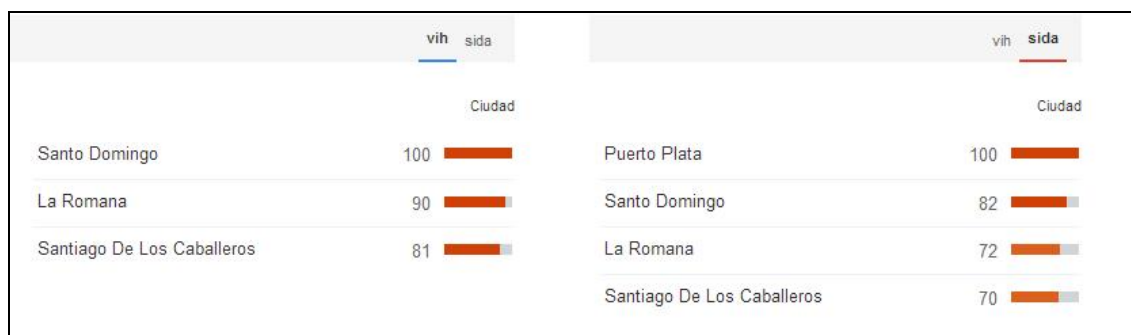 vih sida
Ciudad
Santo Domingo 100
La Romana 90
Santiago De Los Caballeros 81
vih sida
Ciudad
Puerto Plata 100
Santo Domingo 82
La Romana 72
Santiago De Los Caballeros 70